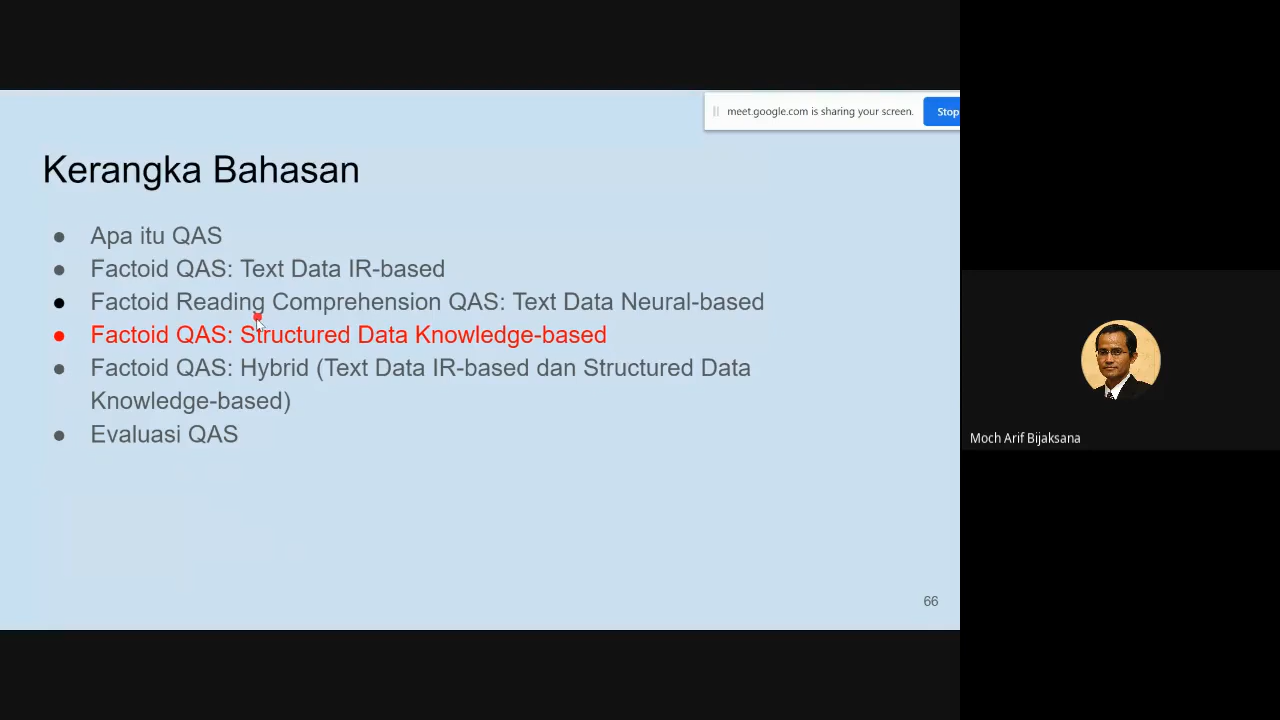 meet.google.com is sharing your screen.
Stop
Kerangka Bahasan
● Apa itu QAS
● Factoid QAS: Text Data IR-based
● Factoid Reading Comprehension QAS: Text Data Neural-based
● Factoid QAS: Structured Data Knowledge-based
● Factoid QAS: Hybrid (Text Data IR-based dan Structured Data
Knowledge-based)
● Evaluasi QAS
66
Moch Arif Bijaksana